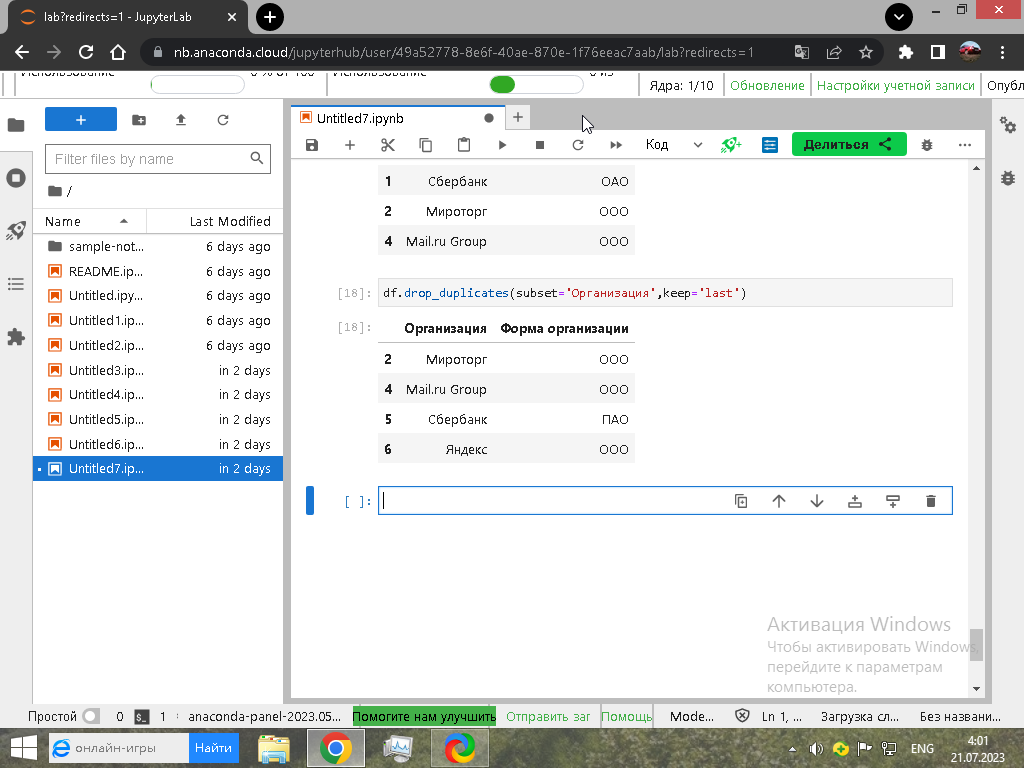 lab?redirects=1 - JupyterLab
nb.anaconda.cloud/jupyterhub/user/49a52778-8e6f-40ae-870e-1f76eeac7aab/lab?redirects=1
Использование 0 % от 100 Использование 0 из
Ядра: 1/10 Обновление Настройки учетной записи Опубл
Untitled7.ipynb
Код
Делиться
Filter files by name
/
Name Last Modified
sample-not... 6 days ago
README.ip... 6 days ago
Untitled.ipy... 6 days ago
Untitled1.ip... 6 days ago
Untitled2.ip... 6 days ago
Untitled3.ip... in 2 days
Untitled4.ip... in 2 days
Untitled5.ip... in 2 days
Untitled6.ip... in 2 days
Untitled7.ip... in 2 days
1 Сбербанк ОАО
2 Мироторг ООО
4 Mail.ru Group ООО
[18]: df.drop_duplicates(subset='Организация',keep='last')
[18]: Организация Форма организации
2 Мироторг ООО
4 Mail.ru Group ООО
5 Сбербанк ПАО
6 Яндекс ООО
[ ]:
Активация Windows
Чтобы активировать Windows,
перейдите к параметрам
компьютера.
Простой 0 $_ 1 anaconda-panel-2023.05... Помогите нам улучшить Отправить заг Помощь Mode... Ln 1, ... Загрузка сл... Без названи...
онлайн-игры Найти
ENG
4:01
21.07.2023